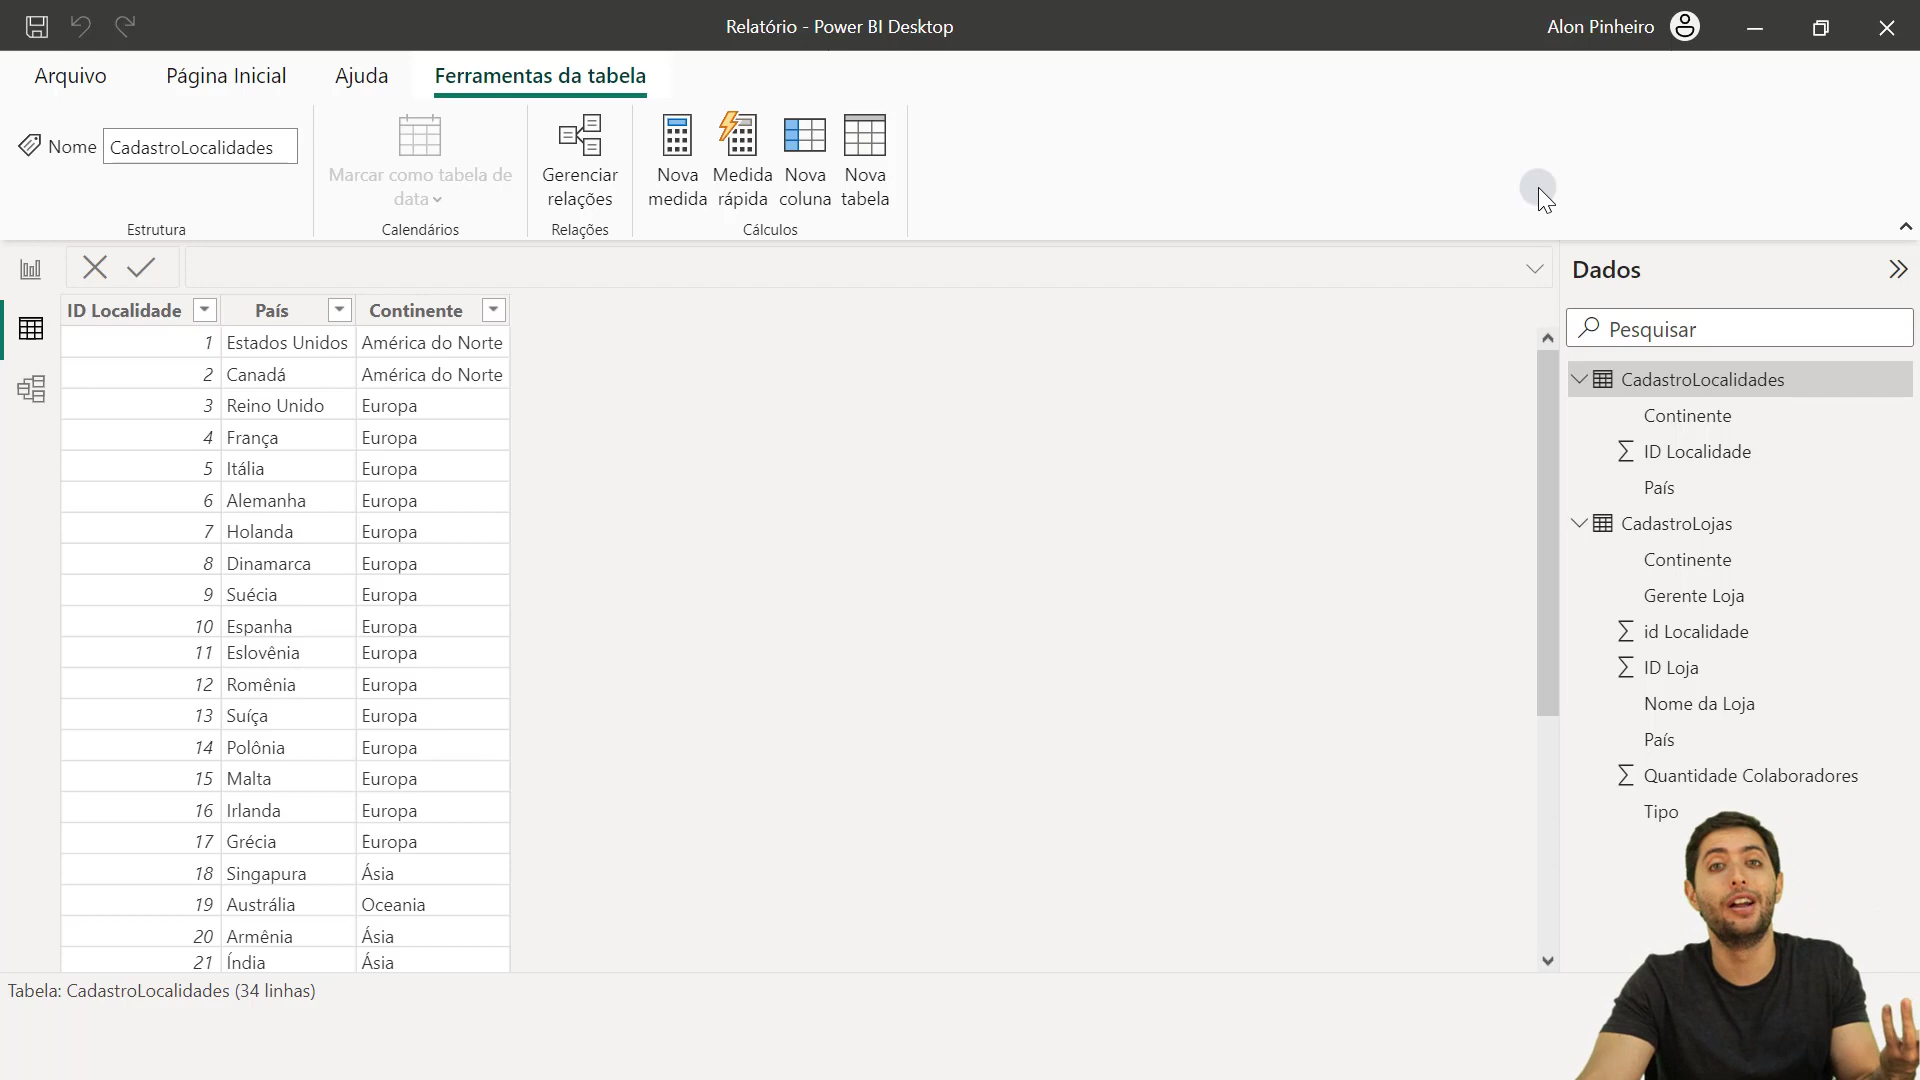 Relatório - Power BI Desktop
Alon Pinheiro
Arquivo
Página Inicial
Ajuda
Ferramentas da tabela
Nome
CadastroLocalidades
Estrutura
Marcar como tabela de
data
Calendários
Gerenciar
relações
Relações
Nova
medida
Medida
rápida
Nova
coluna
Nova
tabela
Cálculos
ID Localidade País Continente
1 Estados Unidos América do Norte
2 Canadá América do Norte
3 Reino Unido Europa
4 França Europa
5 Itália Europa
6 Alemanha Europa
7 Holanda Europa
8 Dinamarca Europa
9 Suécia Europa
10 Espanha Europa
11 Eslovênia Europa
12 Romênia Europa
13 Suíça Europa
14 Polônia Europa
15 Malta Europa
16 Irlanda Europa
17 Grécia Europa
18 Singapura Ásia
19 Austrália Oceania
20 Armênia Ásia
21 Índia Ásia
Tabela: CadastroLocalidades (34 linhas)
Dados
Pesquisar
CadastroLocalidades
Continente
∑ ID Localidade
País
CadastroLojas
Continente
Gerente Loja
∑ id Localidade
∑ ID Loja
Nome da Loja
País
∑ Quantidade Colaboradores
Tipo